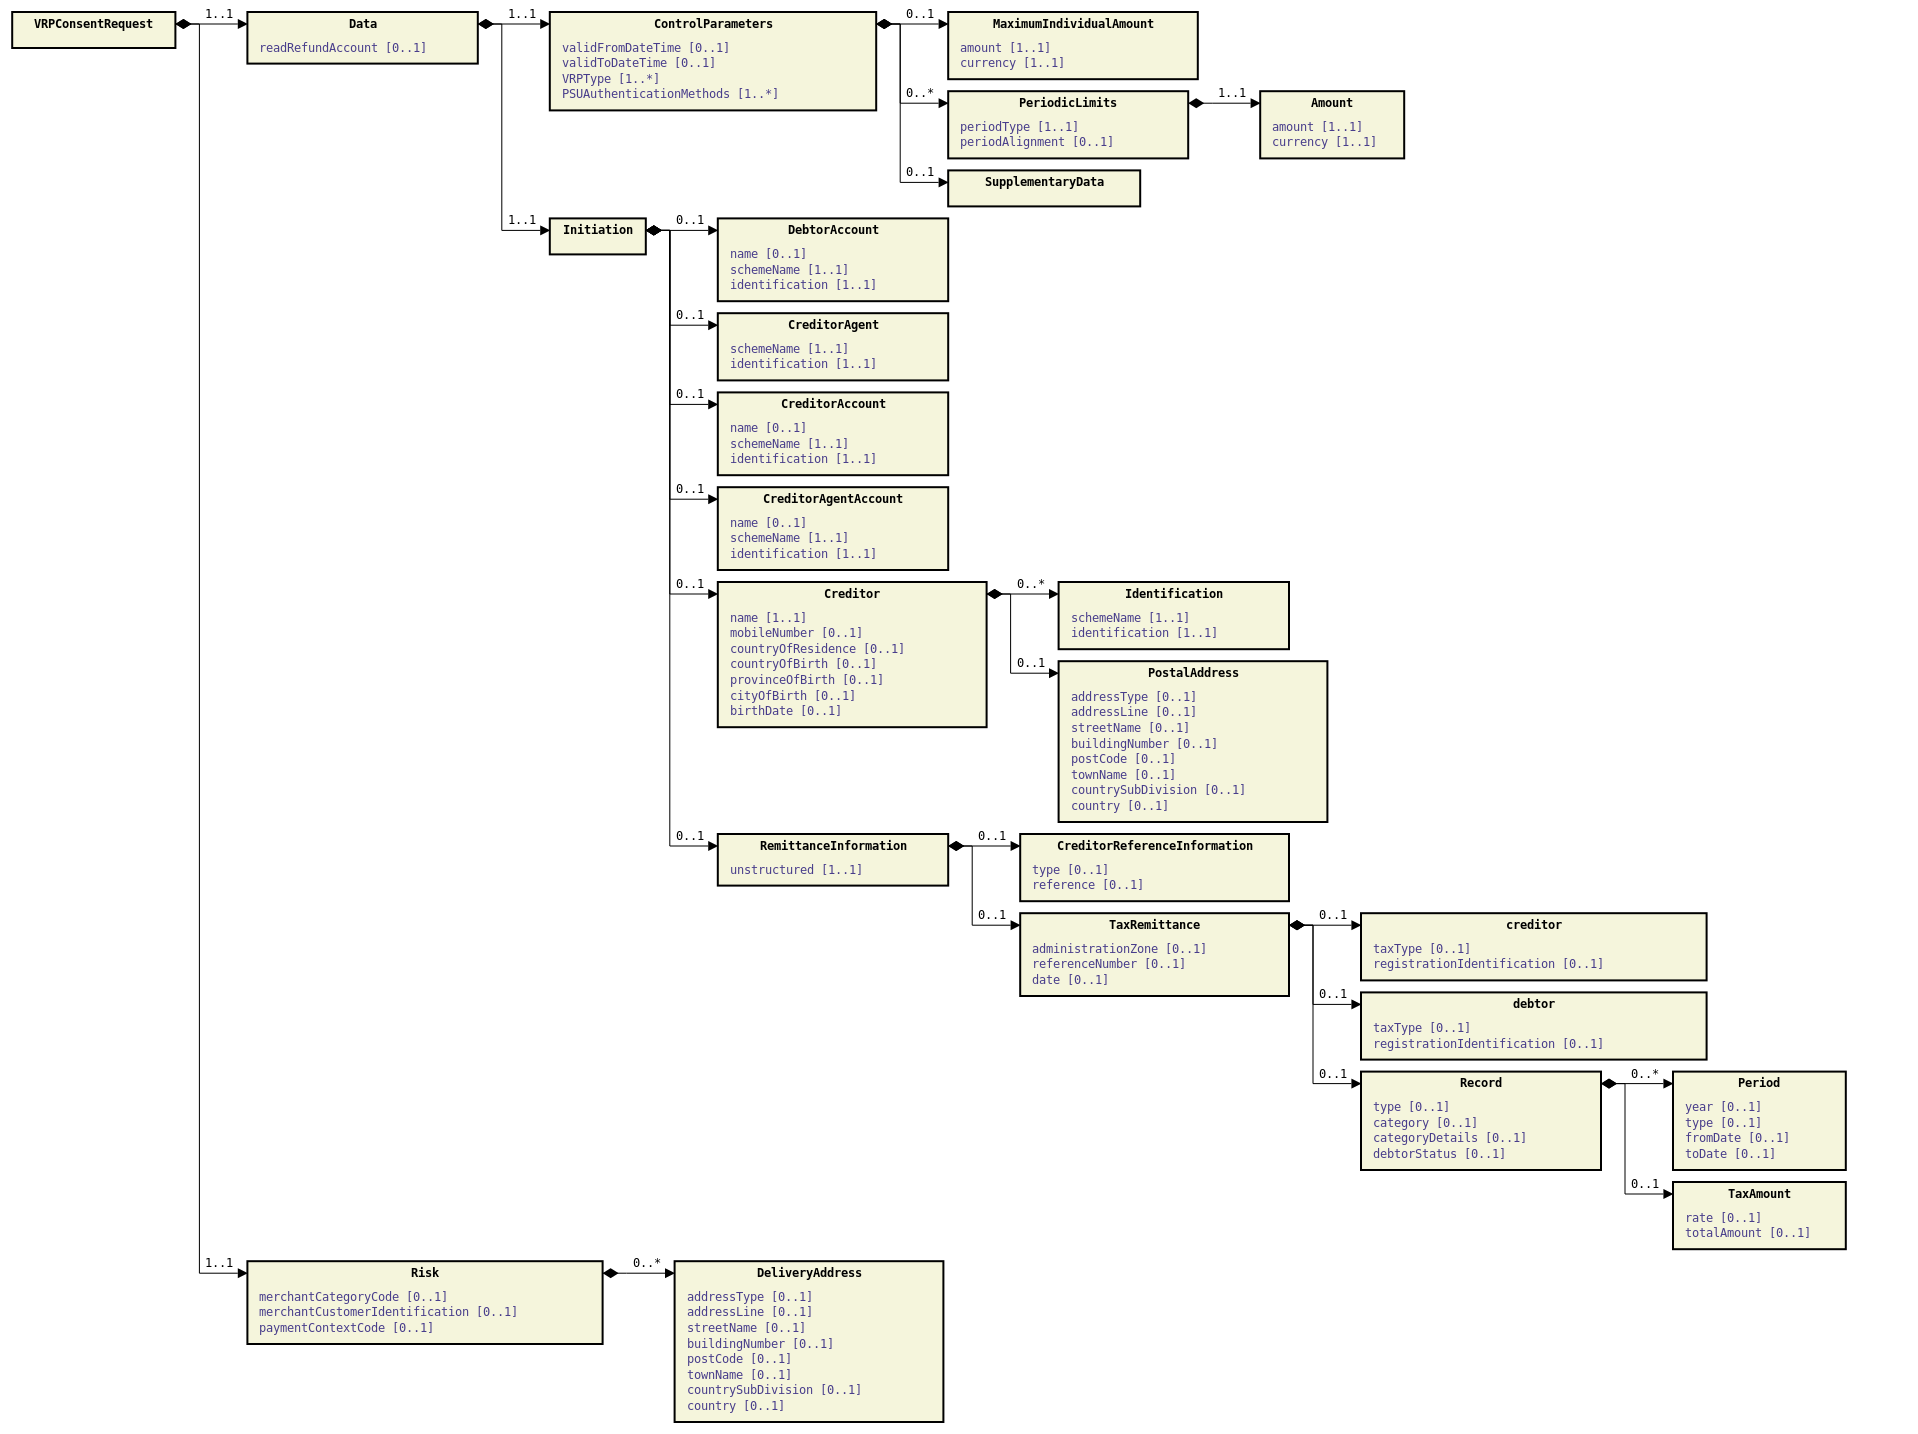 VRPConsentRequest
1..1
Data
readRefundAccount [0..1]
1..1
ControlParameters
validFromDateTime [0..1]
validToDateTime [0..1]
VRPType [1..*]
PSUAuthenticationMethods [1..*]
0..1
MaximumIndividualAmount
amount [1..1]
currency [1..1]
0..*
PeriodicLimits
periodType [1..1]
periodAlignment [0..1]
1..1
Amount
amount [1..1]
currency [1..1]
0..1
SupplementaryData
1..1
Initiation
0..1
DebtorAccount
name [0..1]
schemeName [1..1]
identification [1..1]
0..1
CreditorAgent
schemeName [1..1]
identification [1..1]
0..1
CreditorAccount
name [0..1]
schemeName [1..1]
identification [1..1]
0..1
CreditorAgentAccount
name [0..1]
schemeName [1..1]
identification [1..1]
0..1
Creditor
name [1..1]
mobileNumber [0..1]
countryOfResidence [0..1]
countryOfBirth [0..1]
provinceOfBirth [0..1]
cityOfBirth [0..1]
birthDate [0..1]
0..*
Identification
schemeName [1..1]
identification [1..1]
0..1
PostalAddress
addressType [0..1]
addressLine [0..1]
streetName [0..1]
buildingNumber [0..1]
postCode [0..1]
townName [0..1]
countrySubDivision [0..1]
country [0..1]
0..1
RemittanceInformation
unstructured [1..1]
0..1
CreditorReferenceInformation
type [0..1]
reference [0..1]
0..1
TaxRemittance
administrationZone [0..1]
referenceNumber [0..1]
date [0..1]
0..1
creditor
taxType [0..1]
registrationIdentification [0..1]
0..1
debtor
taxType [0..1]
registrationIdentification [0..1]
0..1
Record
type [0..1]
category [0..1]
categoryDetails [0..1]
debtorStatus [0..1]
0..*
Period
year [0..1]
type [0..1]
fromDate [0..1]
toDate [0..1]
0..1
TaxAmount
rate [0..1]
totalAmount [0..1]
1..1
Risk
merchantCategoryCode [0..1]
merchantCustomerIdentification [0..1]
paymentContextCode [0..1]
0..*
DeliveryAddress
addressType [0..1]
addressLine [0..1]
streetName [0..1]
buildingNumber [0..1]
postCode [0..1]
townName [0..1]
countrySubDivision [0..1]
country [0..1]